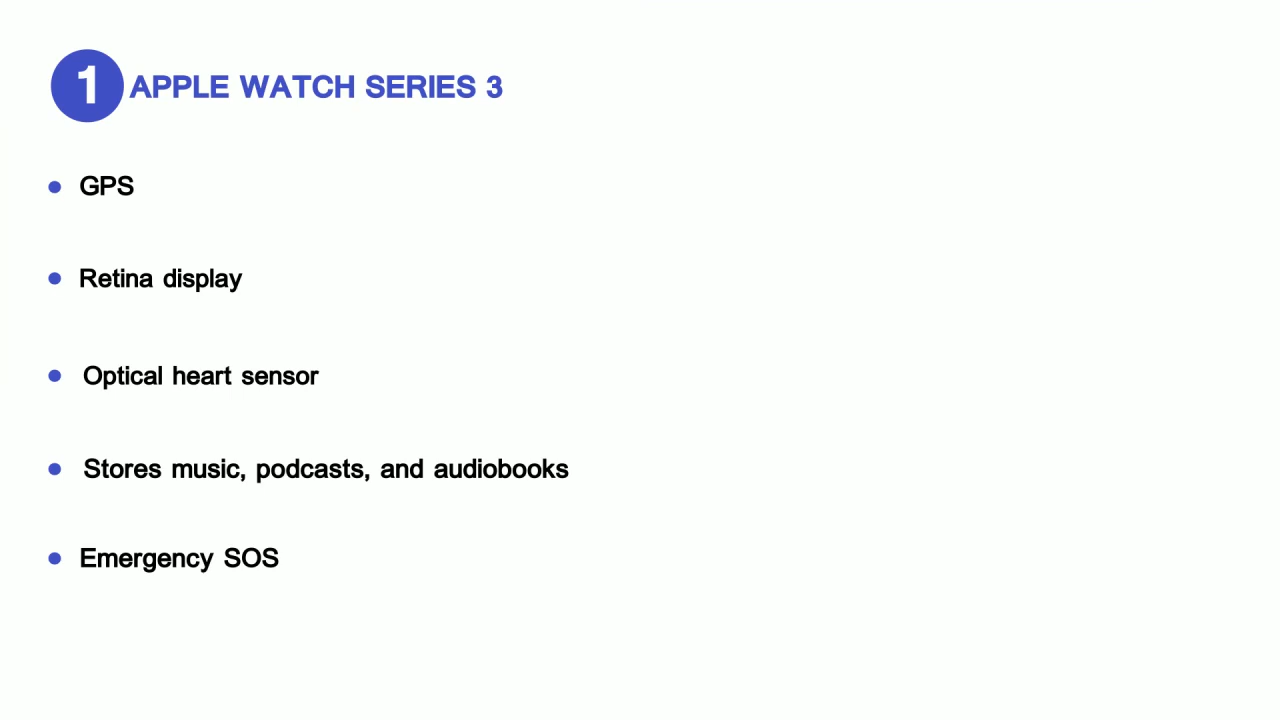 1 APPLE WATCH SERIES 3
• GPS
• Retina display
• Optical heart sensor
• Stores music, podcasts, and audiobooks
• Emergency SOS